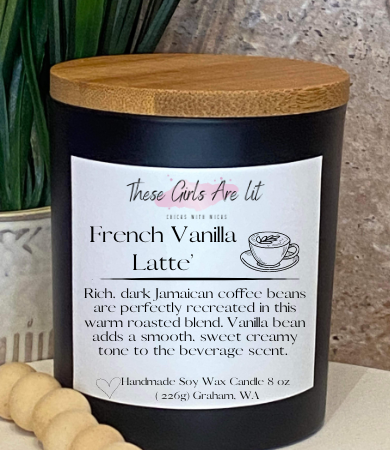 These Girls Are Lit
CHICKS WITH WICKS
French Vanilla
Latte'
Rich, dark Jamaican coffee beans
are perfectly recreated in this
warm roasted blend. Vanilla bean
adds a smooth, sweet creamy
tone to the beverage scent.
Handmade Soy Wax Candle 8 oz
( 226g) Graham, WA